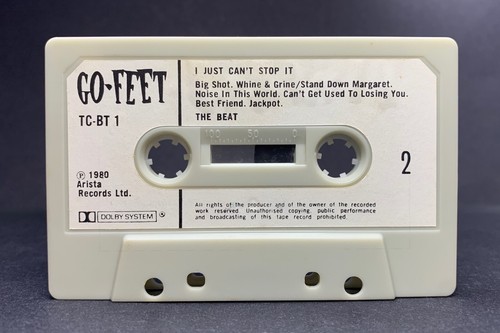 GO-FEET
TC-BT 1
℗ 1980
Arista
Records Ltd.
DOLBY SYSTEM ®
I JUST CAN'T STOP IT
Big Shot. Whine & Grine/Stand Down Margaret.
Noise In This World. Can't Get Used To Losing You.
Best Friend. Jackpot.
THE BEAT
100 50 0
2
All rights of the producer and of the owner of the recorded
work reserved. Unauthorised copying public performance
and broadcasting of this tape record prohibited.